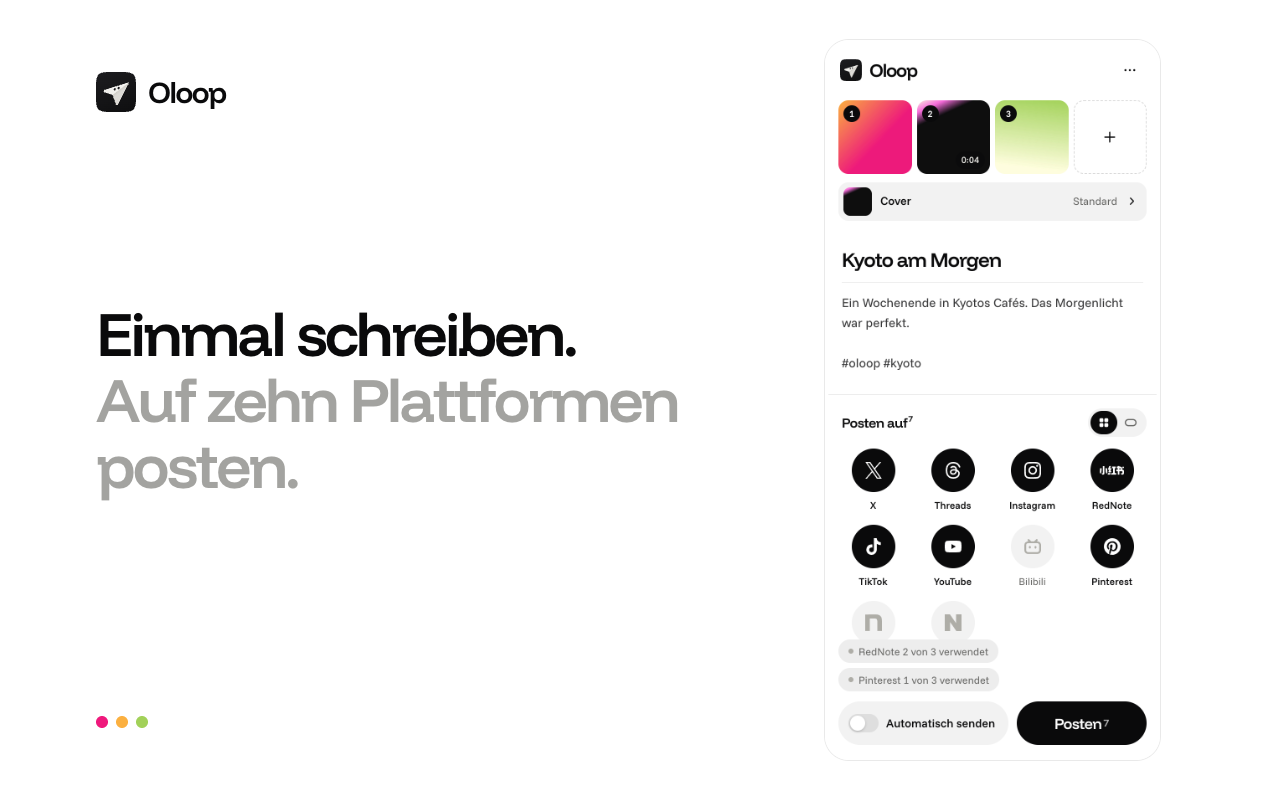 Oloop
Einmal schreiben.
Auf zehn Plattformen
posten.
Oloop
1
2
3
0:04
Cover
Standard
Kyoto am Morgen
Ein Wochenende in Kyotos Cafés. Das Morgenlicht
war perfekt.
#oloop #kyoto
Posten auf⁷
小红书
X
Threads
Instagram
RedNote
TikTok
YouTube
Bilibili
Pinterest
n
N
RedNote 2 von 3 verwendet
Pinterest 1 von 3 verwendet
Automatisch senden
Posten⁷